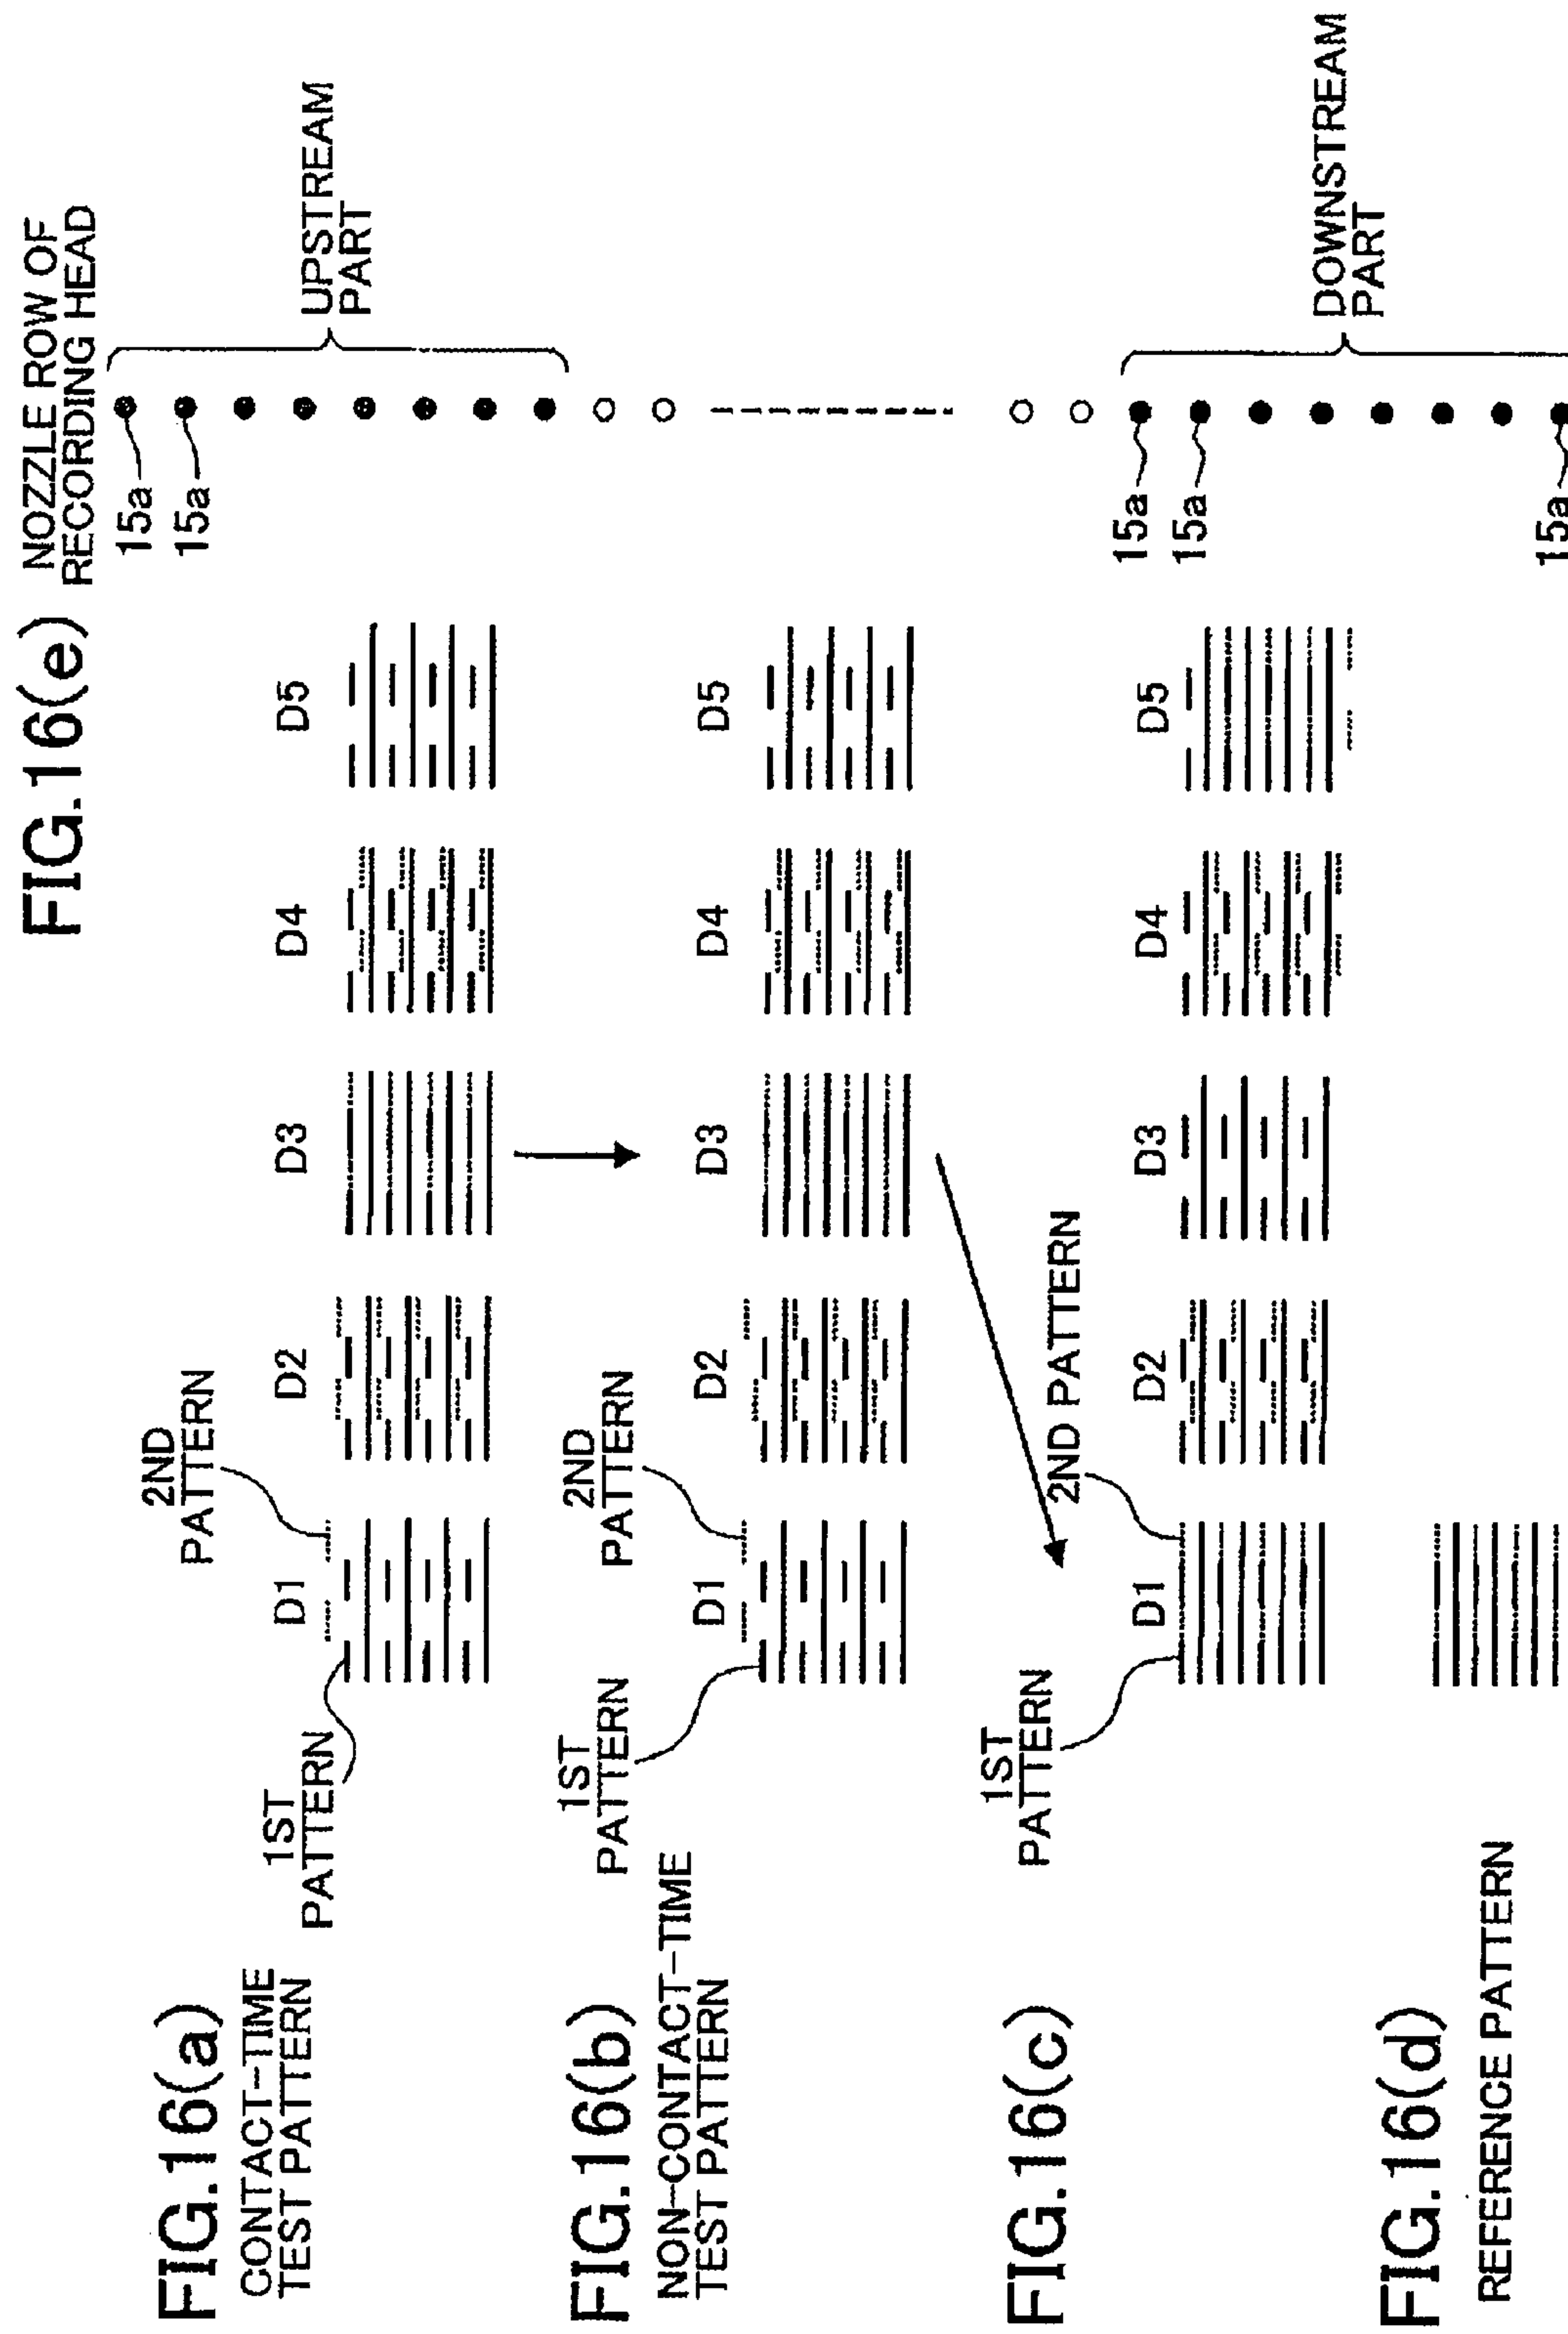 FIG.16(a)
CONTACT-TIME
TEST PATTERN
1ST
PATTERN
2ND
PATTERN
D1
D2
D3
D4
D5
FIG.16(b)
NON-CONTACT-TIME
TEST PATTERN
1ST
PATTERN
2ND
PATTERN
D1
D2
D3
D4
D5
FIG.16(c)
1ST
PATTERN
2ND PATTERN
D1
D2
D3
D4
D5
FIG.16(d)
REFERENCE PATTERN
FIG.16(e)
NOZZLE ROW OF
RECORDING HEAD
15a
15a
UPSTREAM
PART
15a
15a
15a
DOWNSTREAM
PART